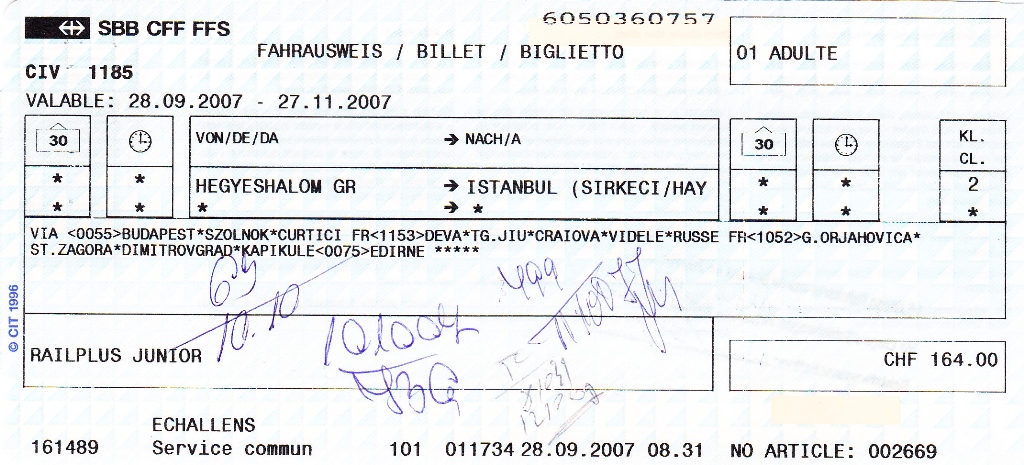 SBB CFF FFS
6050360757
FAHRAUSWEIS / BILLET / BIGLIETTO
01 ADULTE
CIV 1185
VALABLE: 28.09.2007 - 27.11.2007
30 VON/DE/DA → NACH/A 30 KL. CL.
* * HEGYESHALOM GR → ISTANBUL (SIRKECI/HAY * * 2
* * * → * * * *
VIA <0055>BUDAPEST*SZOLNOK*CURTICI FR<1153>DEVA*TG.JIU*CRAIOVA*VIDELE*RUSSE FR<1052>G.ORJAHOVICA*
ST.ZAGORA*DIMITROVGRAD*KAPIKULE<0075>EDIRNE *****
10.10
RAILPLUS JUNIOR
CHF 164.00
© CIT 1996
ECHALLENS
161489 Service commun 101 011734 28.09.2007 08.31 NO ARTICLE: 002669